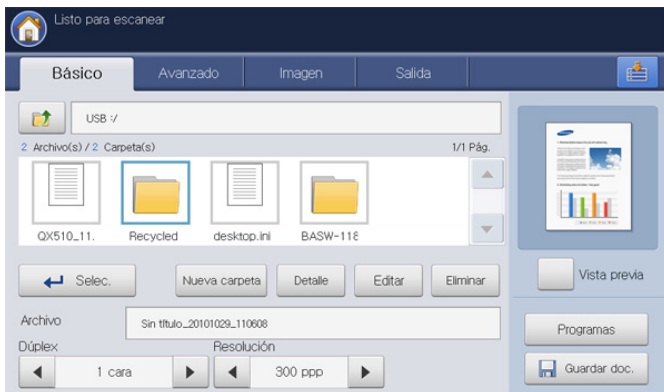 Listo para escanear
Básico Avanzado Imagen Salida
USB :/
2 Archivo(s) / 2 Carpeta(s) 1/1 Pág.
QX510_11. Recycled desktop.ini BASW-118
Selec. Nueva carpeta Detalle Editar Eliminar
Vista previa
Archivo Sin título_20101029_110608
Programas
Dúplex Resolución
1 cara 300 ppp
Guardar doc.